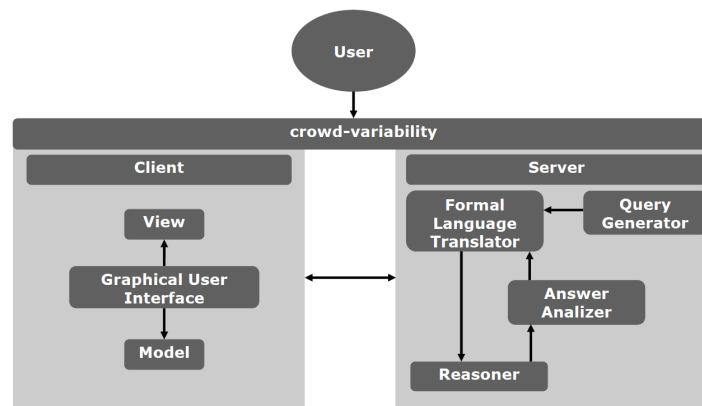 User
crowd-variability
Client
View
Graphical User
Interface
Model
Server
Formal
Language
Translator
Query
Generator
Answer
Analizer
Reasoner